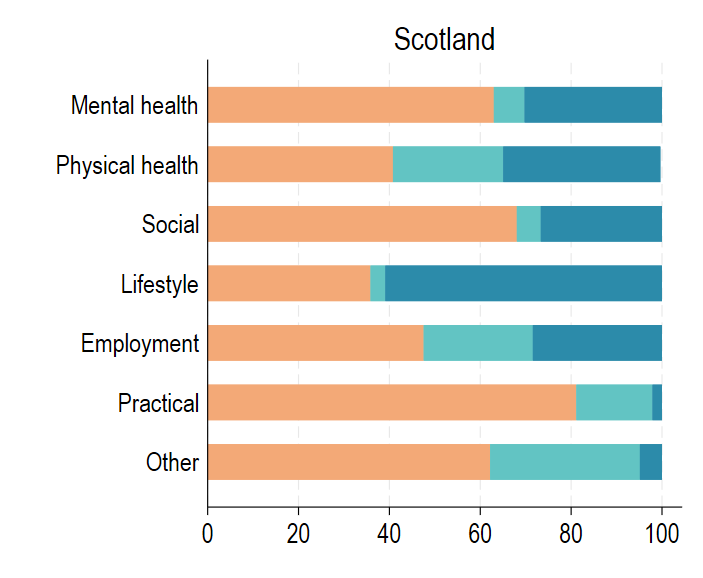 Scotland
Mental health
Physical health
Social
Lifestyle
Employment
Practical
Other
0 20 40 60 80 100